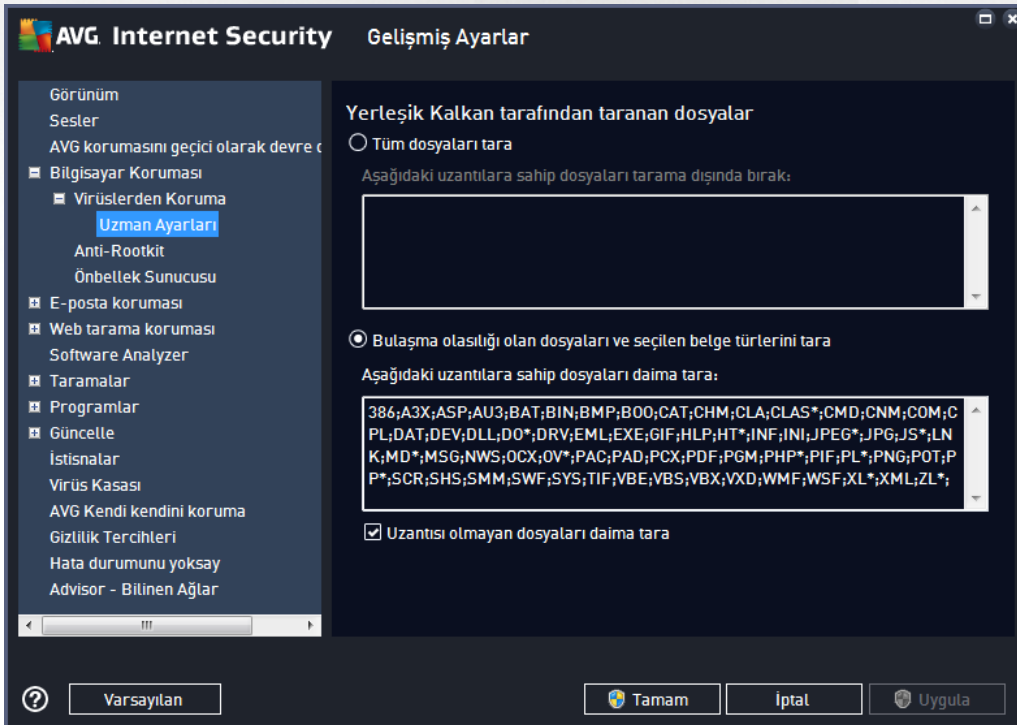 AVG Internet Security Gelişmiş Ayarlar
Görünüm
Sesler
AVG korumasını geçici olarak devre
Bilgisayar Koruması
Virüslerden Koruma
Uzman Ayarları
Anti-Rootkit
Önbellek Sunucusu
E-posta koruması
Web tarama koruması
Software Analyzer
Taramalar
Programlar
Güncelle
İstisnalar
Virüs Kasası
AVG Kendi kendini koruma
Gizlilik Tercihleri
Hata durumunu yoksay
Advisor - Bilinen Ağlar
Yerleşik Kalkan tarafından taranan dosyalar
Tüm dosyaları tara
Aşağıdaki uzantılara sahip dosyaları tarama dışında bırak:
Bulaşma olasılığı olan dosyaları ve seçilen belge türlerini tara
Aşağıdaki uzantılara sahip dosyaları daima tara:
386;A3X;ASP;AU3;BAT;BIN;BMP;BOO;CAT;CHM;CLA;CLAS*;CMD;CNM;COM;C
PL;DAT;DEV;DLL;DO*;DRV;EML;EXE;GIF;HLP;HT*;INF;INI;JPEG*;JPG;JS*;LN
K;MD*;MSG;NWS;OCX;OV*;PAC;PAD;PCX;PDF;PGM;PHP*;PIF;PL*;PNG;POT;P
P*;SCR;SHS;SMM;SWF;SYS;TIF;VBE;VBS;VBX;VXD;WMF;WSF;XL*;XML;ZL*;
Uzantısı olmayan dosyaları daima tara
? Varsayılan Tamam İptal Uygula